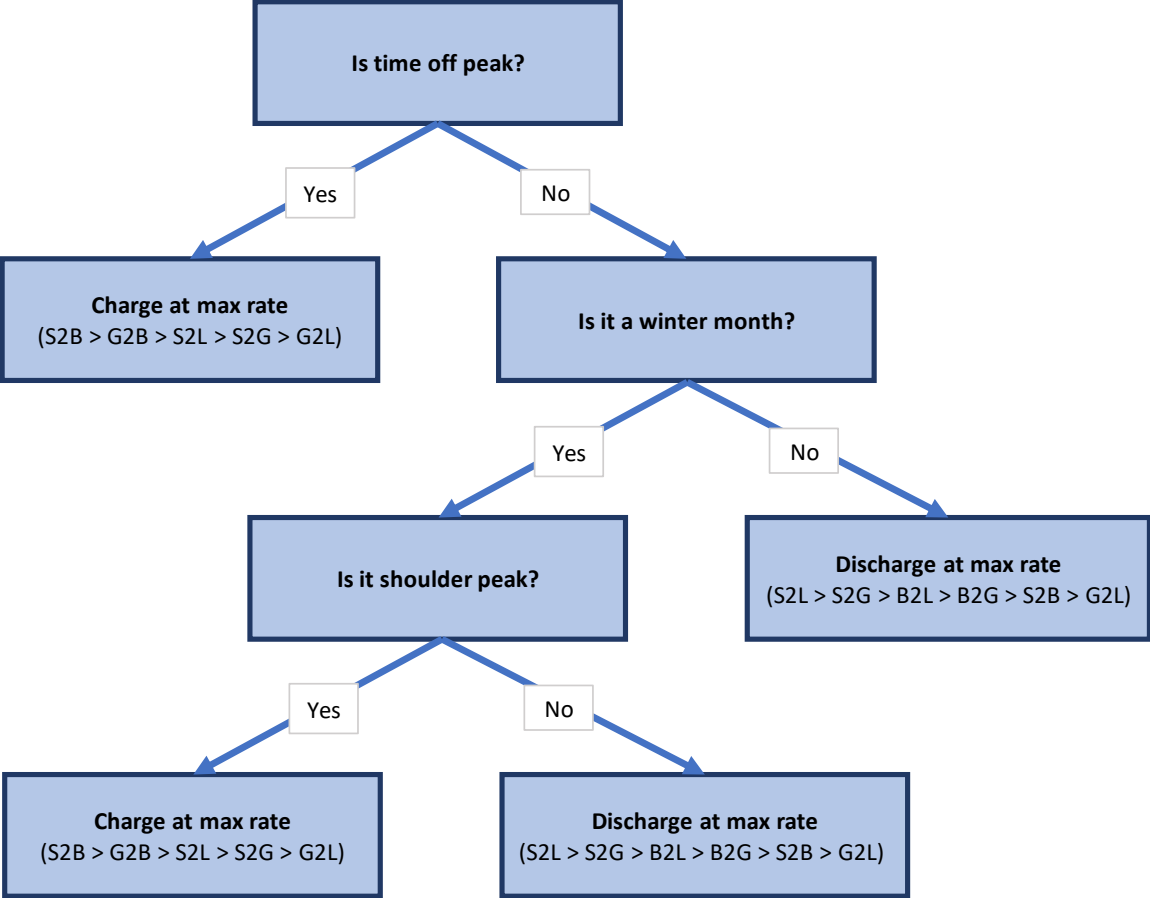 Is time off peak?
Yes
No
Charge at max rate
(S2B > G2B > S2L > S2G > G2L)
Is it a winter month?
Yes
No
Is it shoulder peak?
Discharge at max rate
(S2L > S2G > B2L > B2G > S2B > G2L)
Yes
No
Charge at max rate
(S2B > G2B > S2L > S2G > G2L)
Discharge at max rate
(S2L > S2G > B2L > B2G > S2B > G2L)